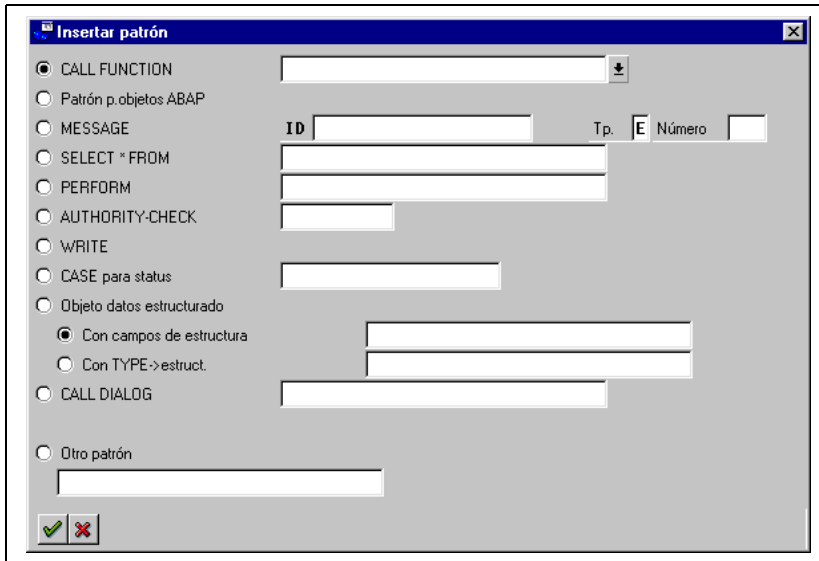 Insertar patrón
CALL FUNCTION
Patrón p.objetos ABAP
MESSAGE ID Tp. E Número
SELECT * FROM
PERFORM
AUTHORITY-CHECK
WRITE
CASE para status
Objeto datos estructurado
Con campos de estructura
Con TYPE->estruct.
CALL DIALOG
Otro patrón